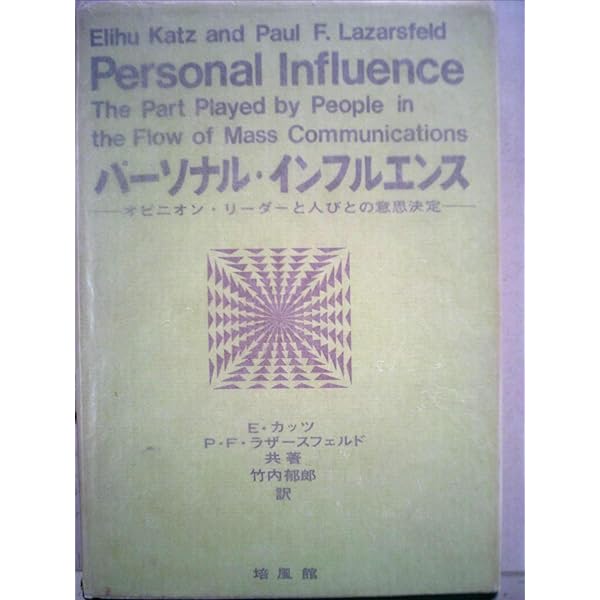 Elihu Katz and Paul F. Lazarsfeld
Personal Influence
The Part Played by People in
the Flow of Mass Communications
パーソナル・インフルエンス
—オピニオン・リーダーと人びとの意思決定—
E・カッツ
P・F・ラザースフェルド
共著
竹内郁郎
訳
培風館